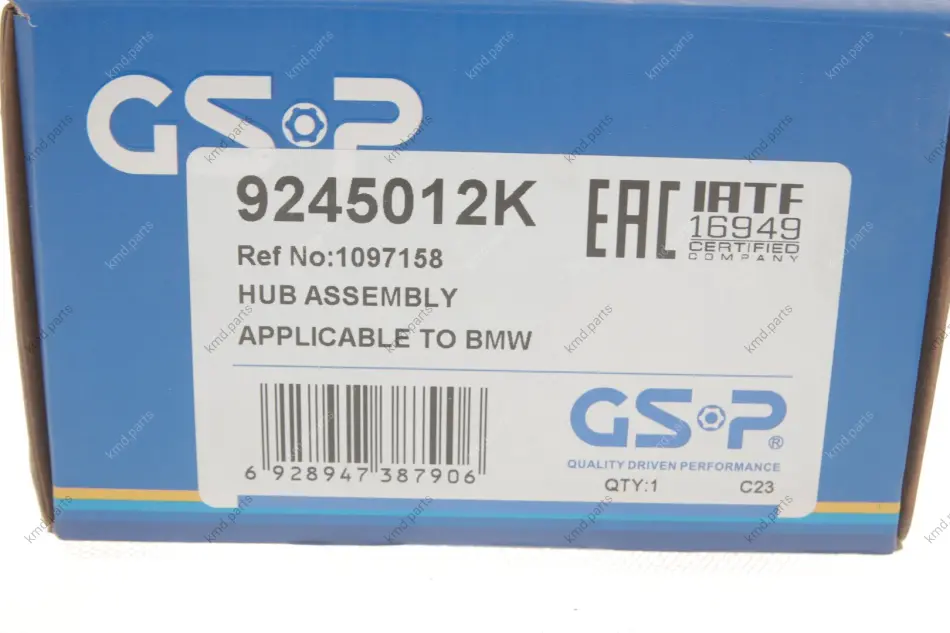 GSP
9245012K
EAC
IATF
16949
CERTIFIED
COMPANY
Ref No:1097158
HUB ASSEMBLY
APPLICABLE TO BMW
6 928947 387906
GSP®
QUALITY DRIVEN PERFORMANCE
QTY:1
C23
kmd.parts